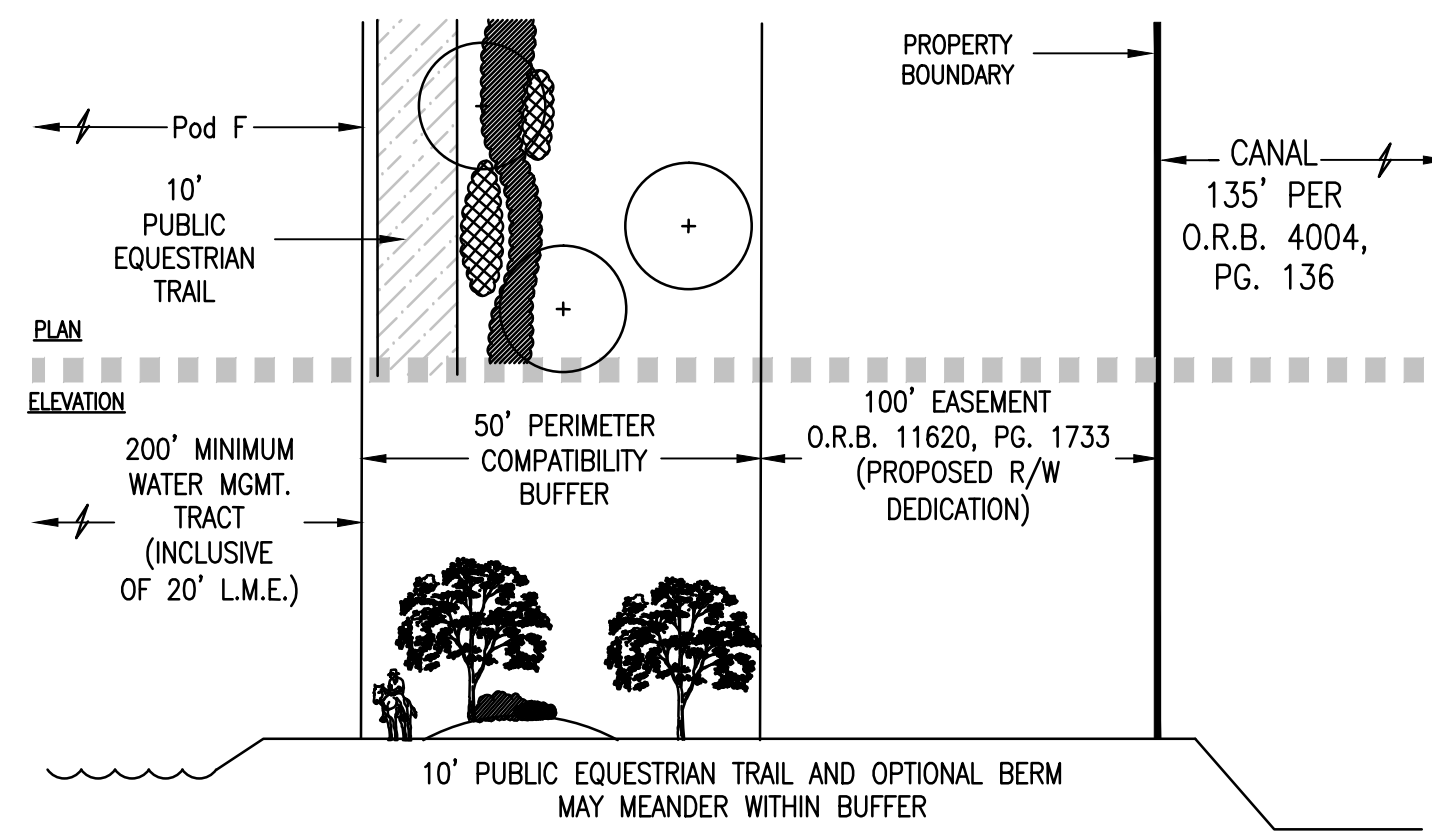 PROPERTY
BOUNDARY
Pod F
CANAL
135' PER
O.R.B. 4004,
PG. 136
10'
PUBLIC
EQUESTRIAN
TRAIL
PLAN
ELEVATION
200' MINIMUM
WATER MGMT.
TRACT
(INCLUSIVE
OF 20' L.M.E.)
50' PERIMETER
COMPATIBILITY
BUFFER
100' EASEMENT
O.R.B. 11620, PG. 1733
(PROPOSED R/W
DEDICATION)
10' PUBLIC EQUESTRIAN TRAIL AND OPTIONAL BERM
MAY MEANDER WITHIN BUFFER